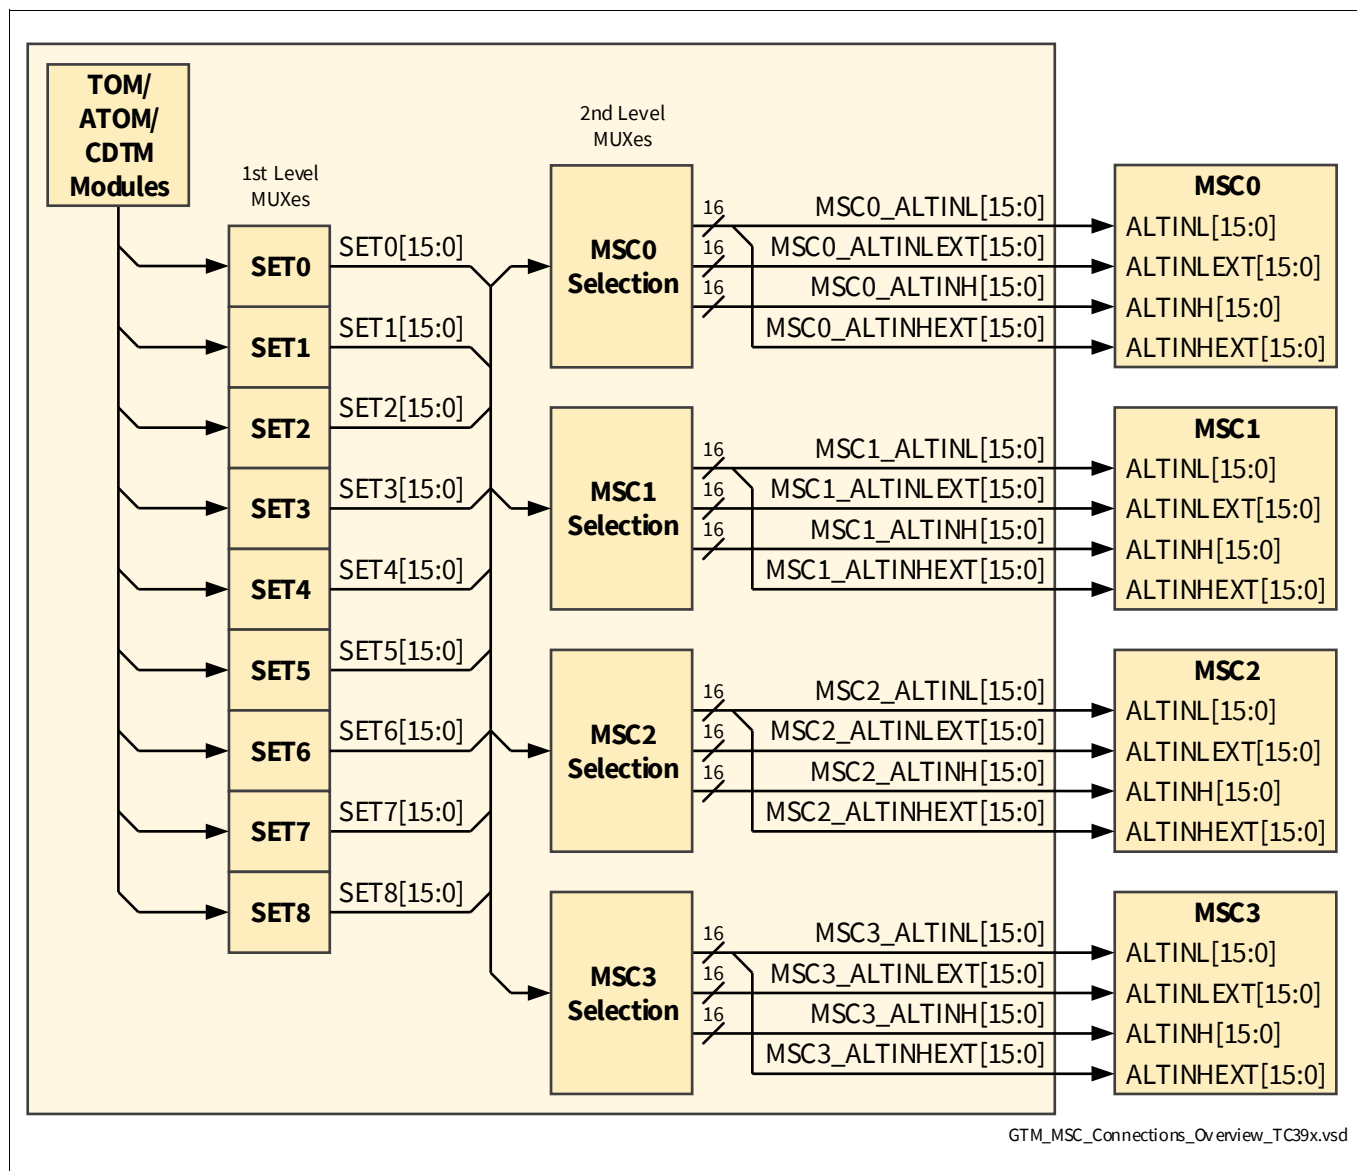 TOM/
ATOM/
CDTM
Modules
1st Level
MUXes
2nd Level
MUXes
SET0
SET1
SET2
SET3
SET4
SET5
SET6
SET7
SET8
SET0[15:0]
SET1[15:0]
SET2[15:0]
SET3[15:0]
SET4[15:0]
SET5[15:0]
SET6[15:0]
SET7[15:0]
SET8[15:0]
MSC0
Selection
16
MSC0_ALTINL[15:0]
16
MSC0_ALTINLEXT[15:0]
16
MSC0_ALTINH[15:0]
MSC0_ALTINHEXT[15:0]
MSC0
ALTINL[15:0]
ALTINLEXT[15:0]
ALTINH[15:0]
ALTINHEXT[15:0]
MSC1
Selection
16
MSC1_ALTINL[15:0]
16
MSC1_ALTINLEXT[15:0]
16
MSC1_ALTINH[15:0]
MSC1_ALTINHEXT[15:0]
MSC1
ALTINL[15:0]
ALTINLEXT[15:0]
ALTINH[15:0]
ALTINHEXT[15:0]
MSC2
Selection
16
MSC2_ALTINL[15:0]
16
MSC2_ALTINLEXT[15:0]
16
MSC2_ALTINH[15:0]
MSC2_ALTINHEXT[15:0]
MSC2
ALTINL[15:0]
ALTINLEXT[15:0]
ALTINH[15:0]
ALTINHEXT[15:0]
MSC3
Selection
16
MSC3_ALTINL[15:0]
16
MSC3_ALTINLEXT[15:0]
16
MSC3_ALTINH[15:0]
MSC3_ALTINHEXT[15:0]
MSC3
ALTINL[15:0]
ALTINLEXT[15:0]
ALTINH[15:0]
ALTINHEXT[15:0]
GTM_MSC_Connections_Overview_TC39x.vsd